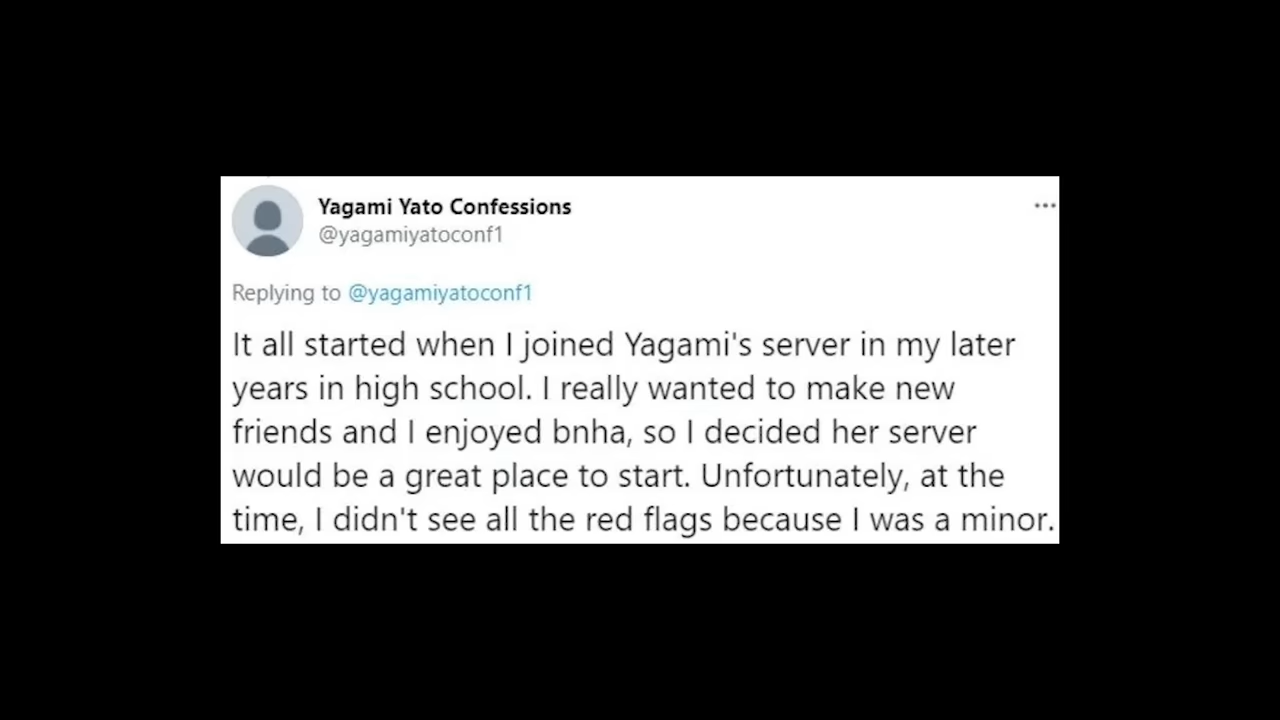 Yagami Yato Confessions
@yagamiyatoconf1
Replying to @yagamiyatoconf1
It all started when I joined Yagami's server in my later
years in high school. I really wanted to make new
friends and I enjoyed bnha, so I decided her server
would be a great place to start. Unfortunately, at the
time, I didn't see all the red flags because I was a minor.